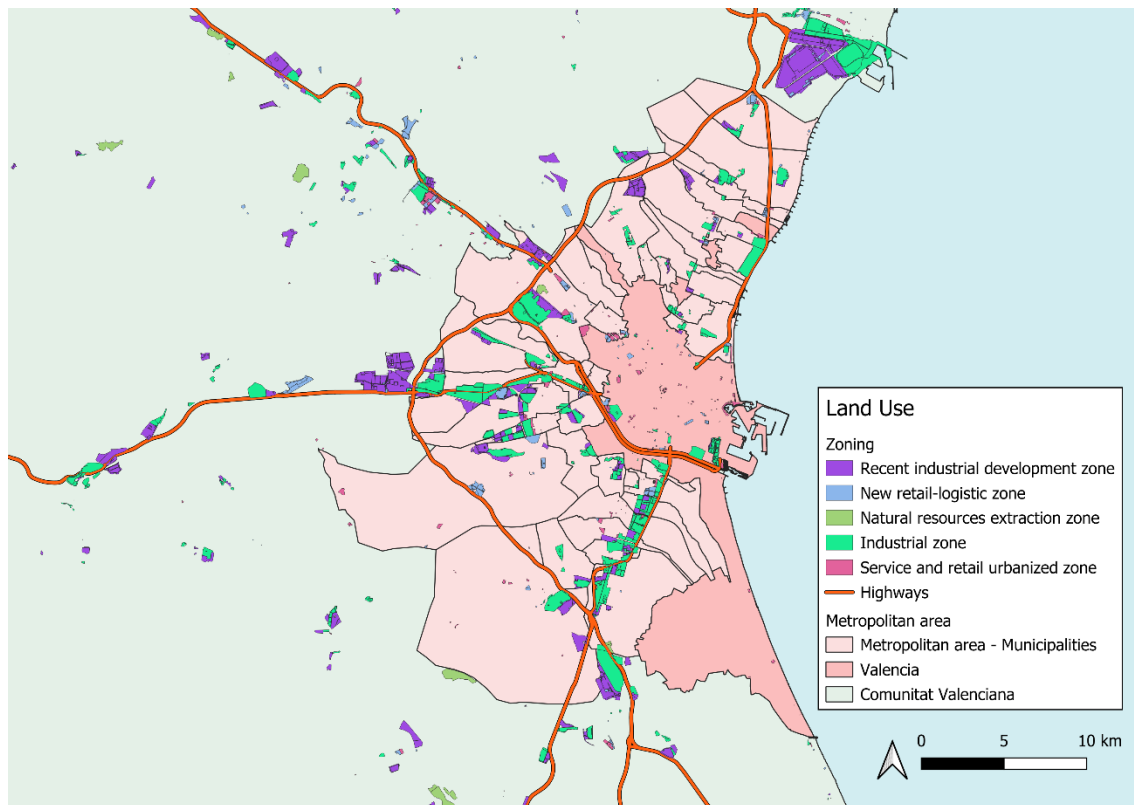 Land Use
Zoning
Recent industrial development zone
New retail-logistic zone
Natural resources extraction zone
Industrial zone
Service and retail urbanized zone
Highways
Metropolitan area
Metropolitan area - Municipalities
Valencia
Comunitat Valenciana
0 5 10 km